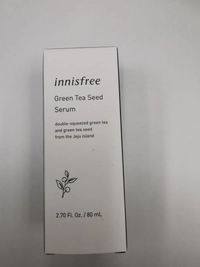 innisfree
Green Tea Seed
Serum
double-squeezed green tea
and green tea seed
from the Jeju island
2.70 Fl. Oz. / 80 mL